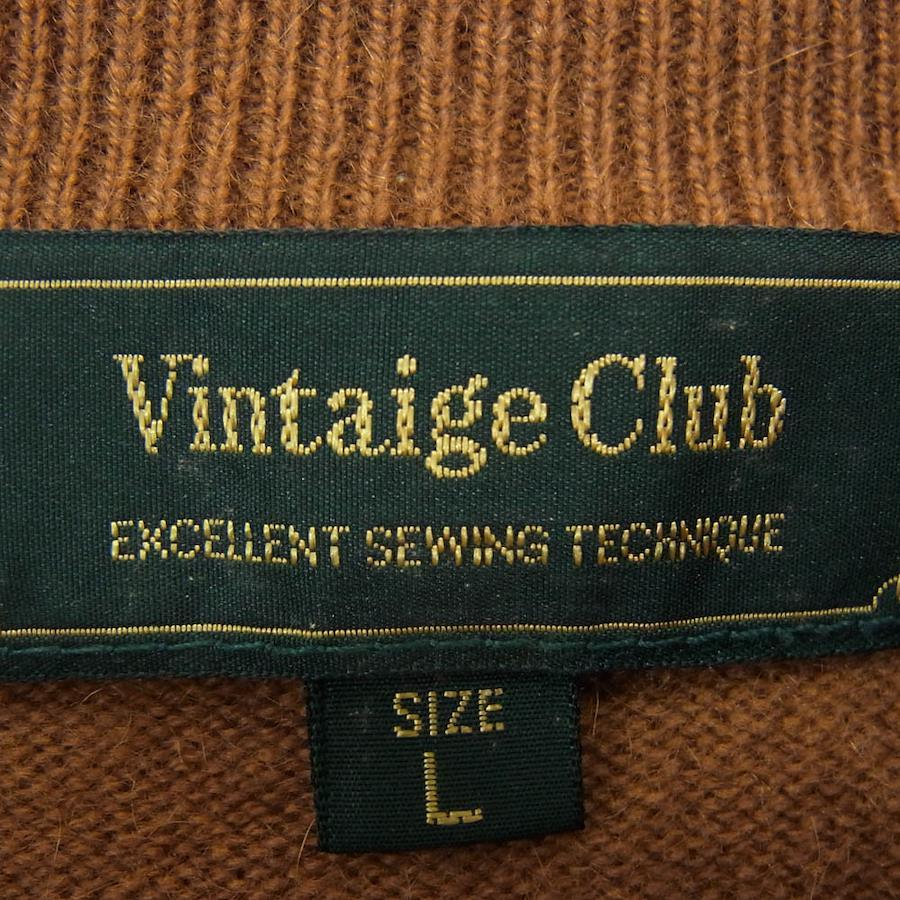 Vintaige Club
EXCELLENT SEWING TECHNIQUE
SIZE
L